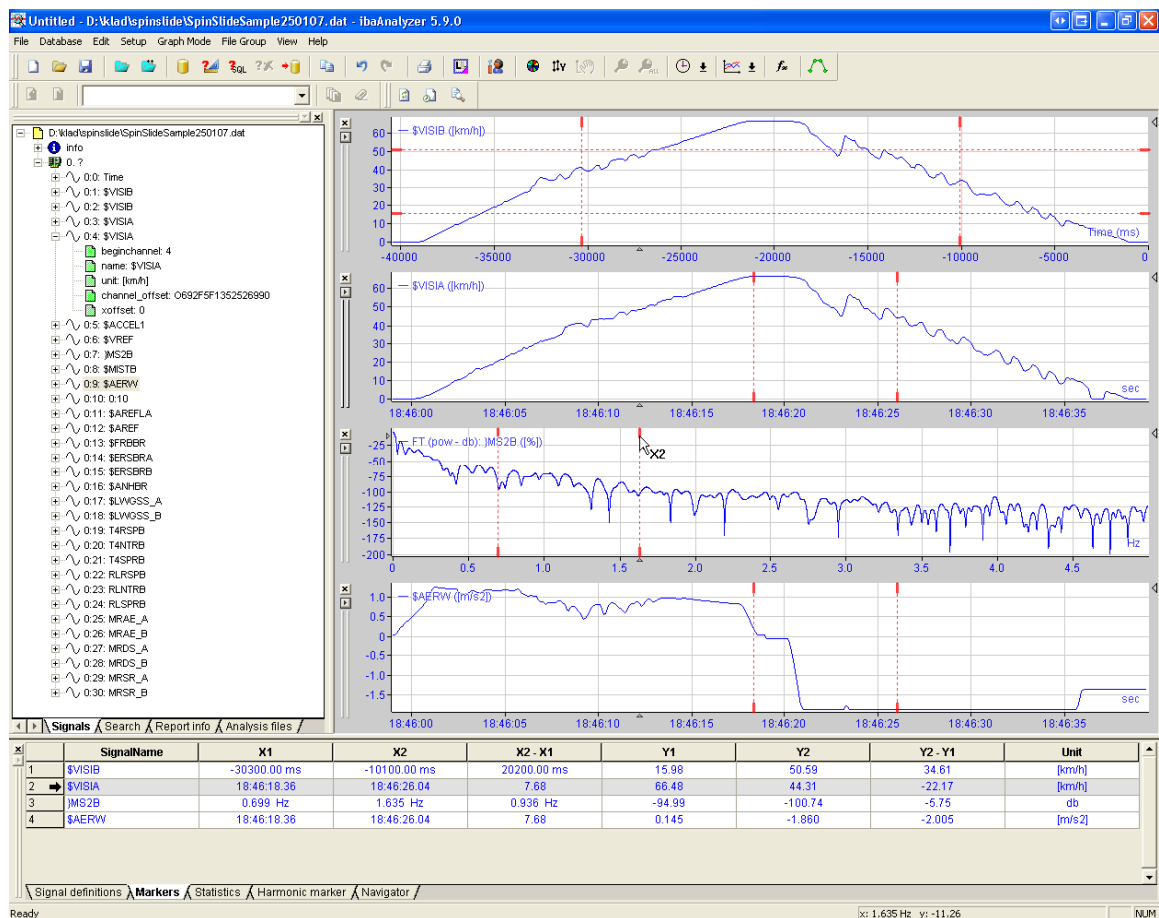 Untitled - D:\klad\spinslide\SpinSlideSample250107.dat - ibaAnalyzer 5.9.0
File Database Edit Setup Graph Mode File Group View Help
D:\klad\spinslide\SpinSlideSample250107.dat
info
0. ?
0:0: Time
0:1: $VISIB
0:2: $VISIB
0:3: $VISIA
0:4: $VISIA
beginchannel: 4
name: $VISIA
unit: [km/h]
channel_offset: O692F5F1352526990
xoffset: 0
0:5: $ACCEL1
0:6: $VREF
0:7: )MS2B
0:8: $MISTB
0:9: $AERW
0:10: 0:10
0:11: $AREFLA
0:12: $AREF
0:13: $FRBBR
0:14: $ERSBRA
0:15: $ERSBRB
0:16: $ANHBR
0:17: $LWGSS_A
0:18: $LWGSS_B
0:19: T4RSPB
0:20: T4NTRB
0:21: T4SPRB
0:22: RLRSPB
0:23: RLNTRB
0:24: RLSPRB
0:25: MRAE_A
0:26: MRAE_B
0:27: MRDS_A
0:28: MRDS_B
0:29: MRSR_A
0:30: MRSR_B
Signals Search Report info Analysis files
$VISIB ([km/h])
60
50
40
30
20
10
0
Time (ms)
-40000 -35000 -30000 -25000 -20000 -15000 -10000 -5000 0
$VISIA ([km/h])
60
50
40
30
20
10
0
sec
18:46:00 18:46:05 18:46:10 18:46:15 18:46:20 18:46:25 18:46:30 18:46:35
FT (pow - db): )MS2B ([%])
X2
-25
-50
-75
-100
-125
-150
-175
-200
Hz
0 0.5 1.0 1.5 2.0 2.5 3.0 3.5 4.0 4.5
$AERW ([m/s2])
1.0
0.5
0
-0.5
-1.0
-1.5
sec
18:46:00 18:46:05 18:46:10 18:46:15 18:46:20 18:46:25 18:46:30 18:46:35
SignalName X1 X2 X2 - X1 Y1 Y2 Y2 - Y1 Unit
1 $VISIB -30300.00 ms -10100.00 ms 20200.00 ms 15.98 50.59 34.61 [km/h]
2 $VISIA 18:46:18.36 18:46:26.04 7.68 66.48 44.31 -22.17 [km/h]
3 )MS2B 0.699 Hz 1.635 Hz 0.936 Hz -94.99 -100.74 -5.75 db
4 $AERW 18:46:18.36 18:46:26.04 7.68 0.145 -1.860 -2.005 [m/s2]
Signal definitions Markers Statistics Harmonic marker Navigator
Ready x: 1.635 Hz y: -11.26 NUM